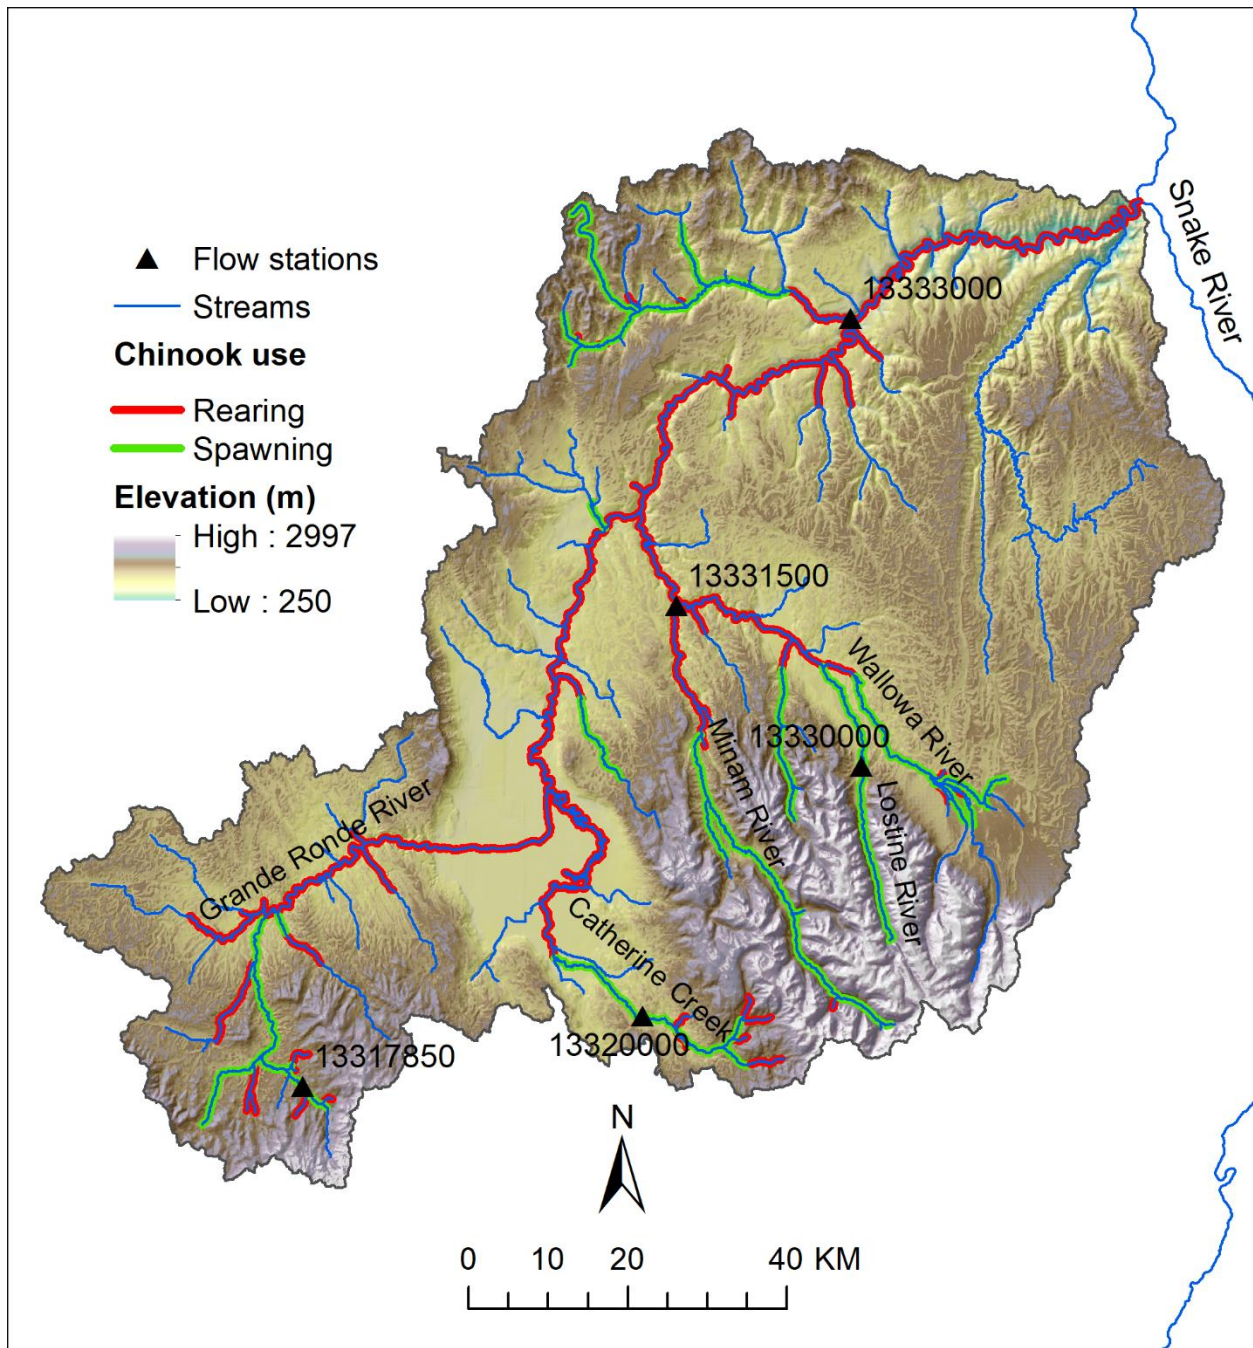 Flow stations
Streams
Chinook use
Rearing
Spawning
Elevation (m)
High : 2997
Low : 250
Snake River
13333000
13331500
Wallowa River
13330000
Minam River
Lostine River
Grande Ronde River
Catherine Creek
13320000
13317850
N
0 10 20 40 KM